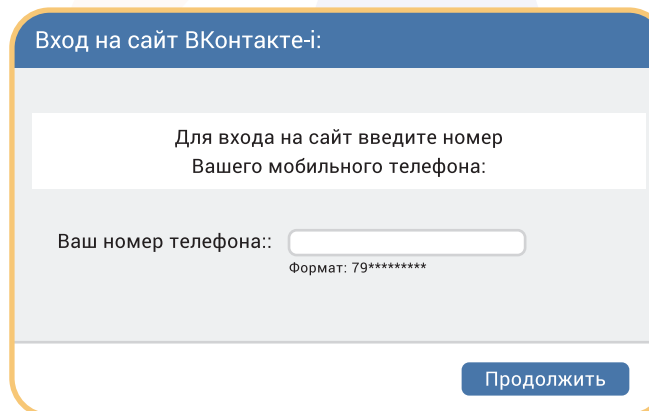 Вход на сайт ВКонтакте-i:
Для входа на сайт введите номер
Вашего мобильного телефона:
Ваш номер телефона::
Формат: 79*********
Продолжить